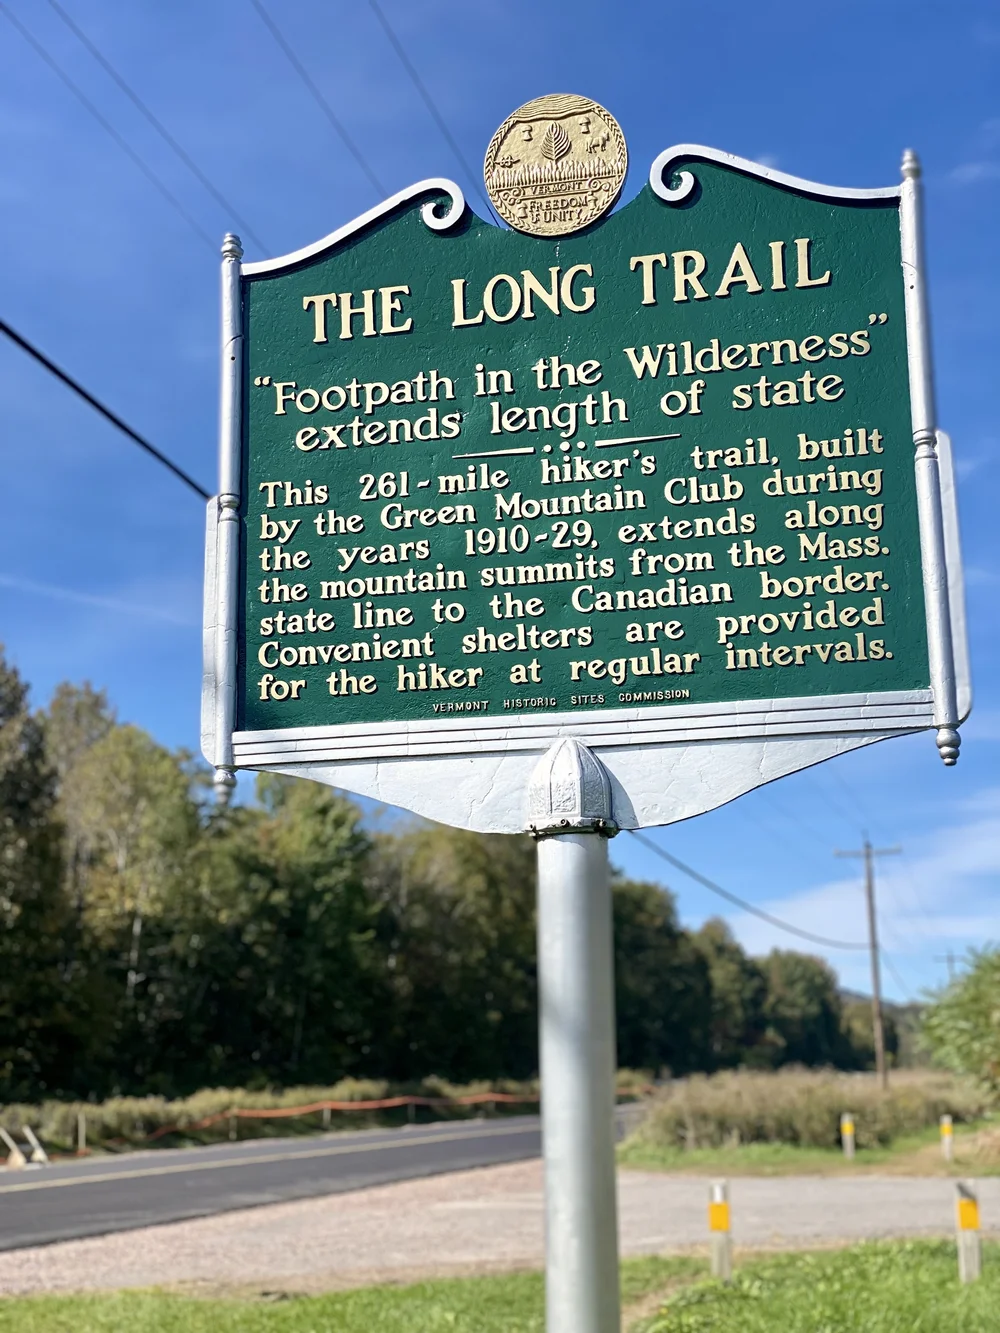 VERMONT
FREEDOM
& UNITY
THE LONG TRAIL
“Footpath in the Wilderness”
extends length of state
This 261-mile hiker's trail, built
by the Green Mountain Club during
the years 1910-29, extends along
the mountain summits from the Mass.
state line to the Canadian border.
Convenient shelters are provided
for the hiker at regular intervals.
VERMONT HISTORIC SITES COMMISSION